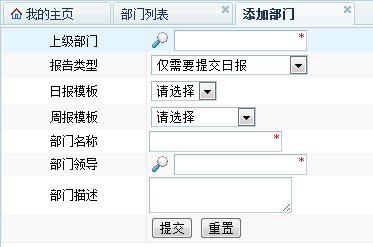 我的主页 部门列表 添加部门
上级部门 *
报告类型 仅需要提交日报
日报模板 请选择
周报模板 请选择
部门名称 *
部门领导 *
部门描述
提交 重置